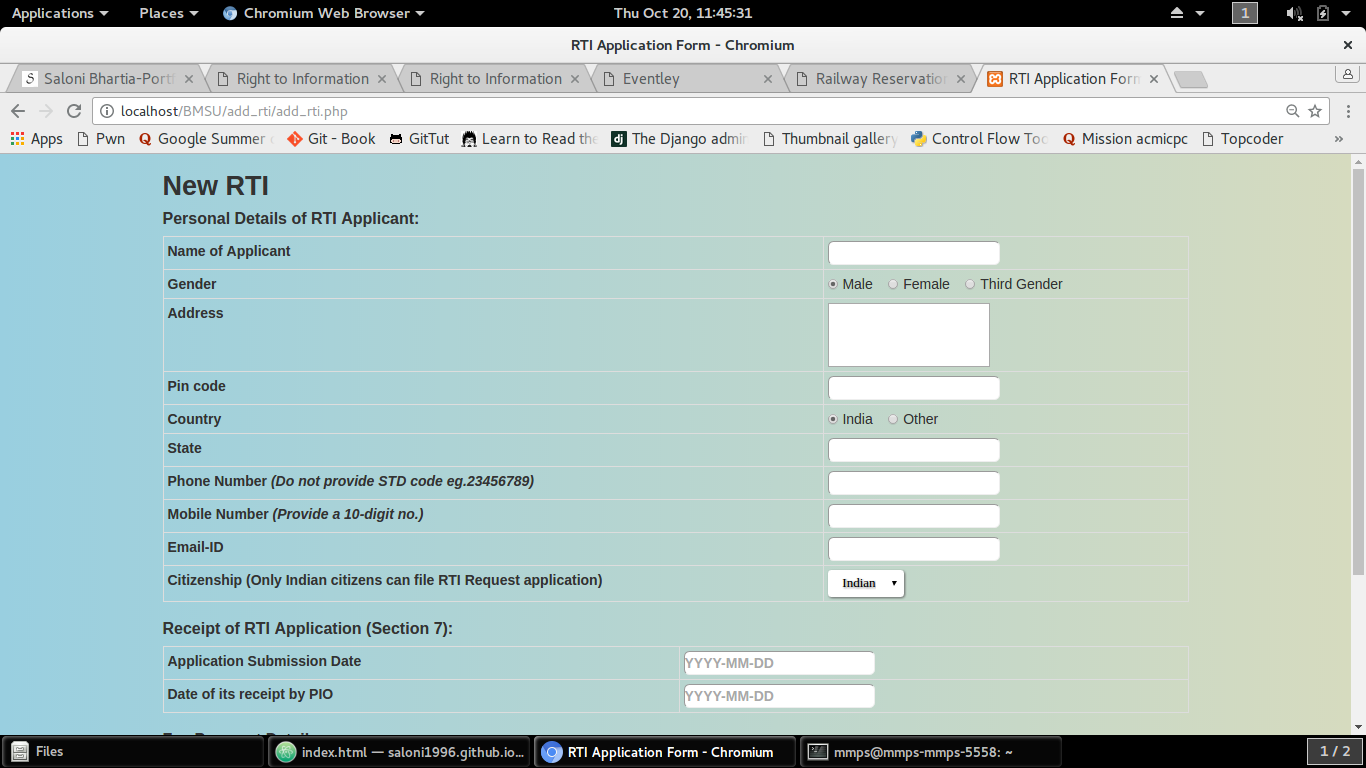 Applications Places Chromium Web Browser Thu Oct 20, 11:45:31 1
RTI Application Form - Chromium
Saloni Bhartia-Portf Right to Information Right to Information Eventley Railway Reservation RTI Application Form
localhost/BMSU/add_rti/add_rti.php
Apps Pwn Google Summer Git - Book GitTut Learn to Read the The Django admin Thumbnail gallery Control Flow Too Mission acmicpc Topcoder »
New RTI
Personal Details of RTI Applicant:
Name of Applicant
Gender Male Female Third Gender
Address
Pin code
Country India Other
State
Phone Number (Do not provide STD code eg.23456789)
Mobile Number (Provide a 10-digit no.)
Email-ID
Citizenship (Only Indian citizens can file RTI Request application) Indian
Receipt of RTI Application (Section 7):
Application Submission Date YYYY-MM-DD
Date of its receipt by PIO YYYY-MM-DD
Files index.html — saloni1996.github.io... RTI Application Form - Chromium mmps@mmps-mmps-5558: ~ 1 / 2